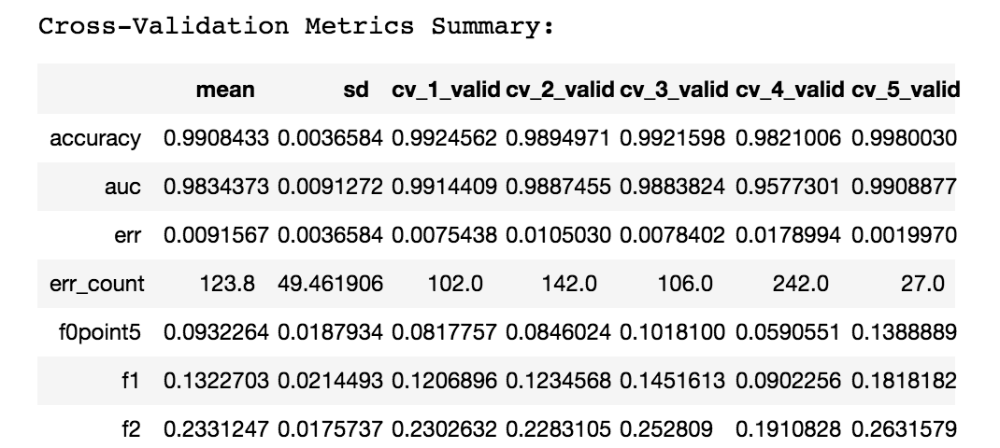 Cross-Validation Metrics Summary:
mean sd cv_1_valid cv_2_valid cv_3_valid cv_4_valid cv_5_valid
accuracy 0.9908433 0.0036584 0.9924562 0.9894971 0.9921598 0.9821006 0.9980030
auc 0.9834373 0.0091272 0.9914409 0.9887455 0.9883824 0.9577301 0.9908877
err 0.0091567 0.0036584 0.0075438 0.0105030 0.0078402 0.0178994 0.0019970
err_count 123.8 49.461906 102.0 142.0 106.0 242.0 27.0
f0point5 0.0932264 0.0187934 0.0817757 0.0846024 0.1018100 0.0590551 0.1388889
f1 0.1322703 0.0214493 0.1206896 0.1234568 0.1451613 0.0902256 0.1818182
f2 0.2331247 0.0175737 0.2302632 0.2283105 0.252809 0.1910828 0.2631579